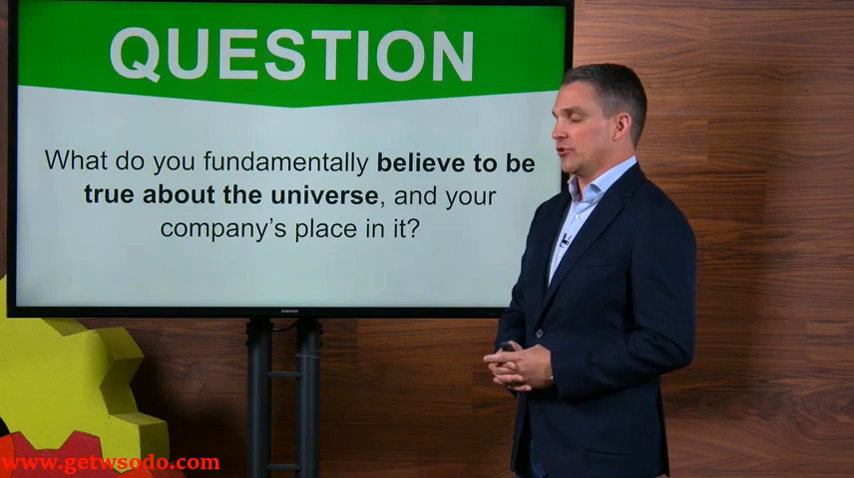 QUESTION
What do you fundamentally believe to be
true about the universe, and your
company's place in it?
SAMSUNG
www.getwsodo.com